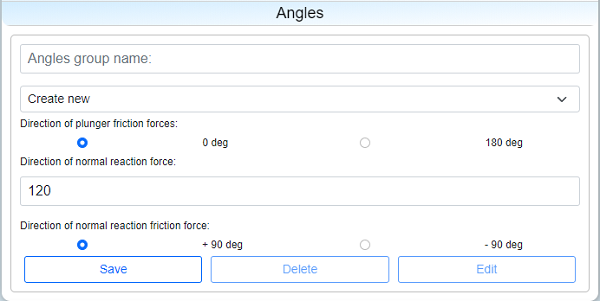 Angles
Angles group name:
Create new
Direction of plunger friction forces:
0 deg 180 deg
Direction of normal reaction force:
120
Direction of normal reaction friction force:
+ 90 deg - 90 deg
Save Delete Edit